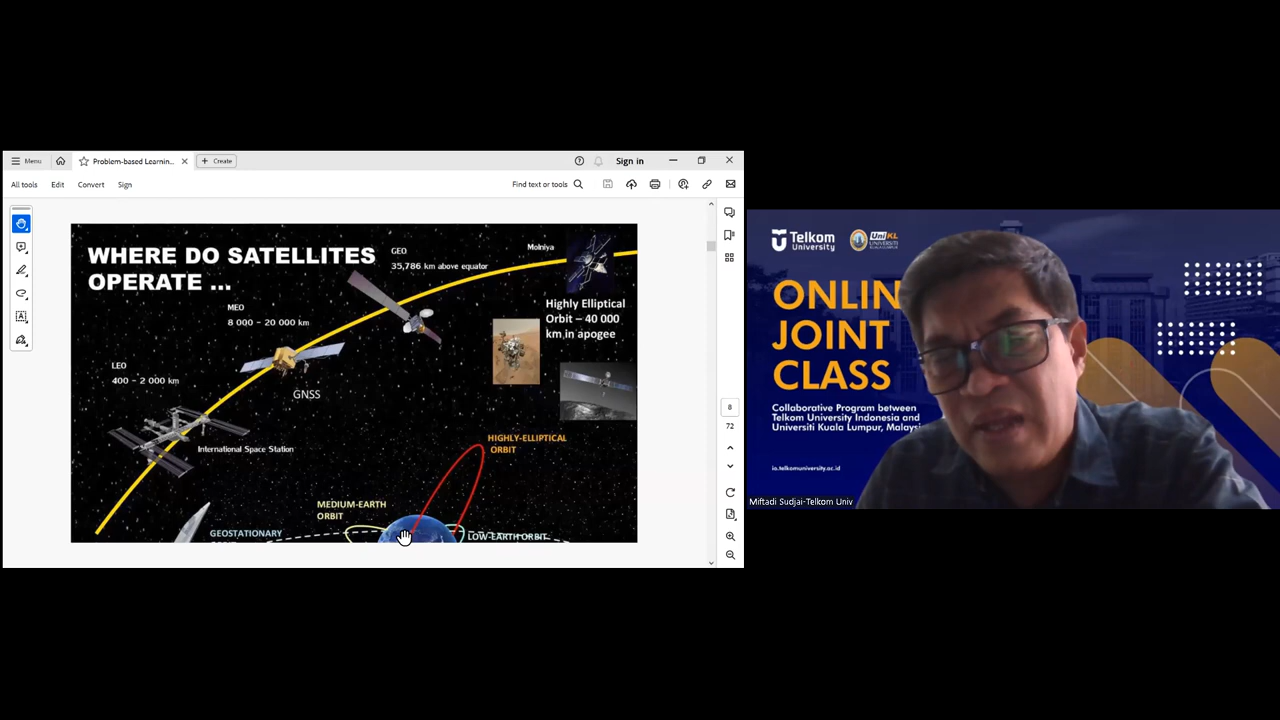 Menu
Problem-based Learnin...
Create
Sign in
All tools
Edit
Convert
Sign
Find text or tools
WHERE DO SATELLITES
OPERATE ...
GEO
35,786 km above equator
Molniya
MEO
8 000 – 20 000 km
Highly Elliptical
Orbit – 40 000
km in apogee
LEO
400 – 2 000 km
GNSS
International Space Station
HIGHLY-ELLIPTICAL
ORBIT
MEDIUM-EARTH
ORBIT
GEOSTATIONARY
LOW-EARTH ORBIT
8
72
Telkom
University
UniKL
UNIVERSITI
KUALA LUMPUR
ONLIN
JOINT
CLASS
Collaborative Program between
Telkom University Indonesia and
Universiti Kuala Lumpur, Malaysi
io.telkomuniversity.ac.id
Miftadi Sudjai-Telkom Univ